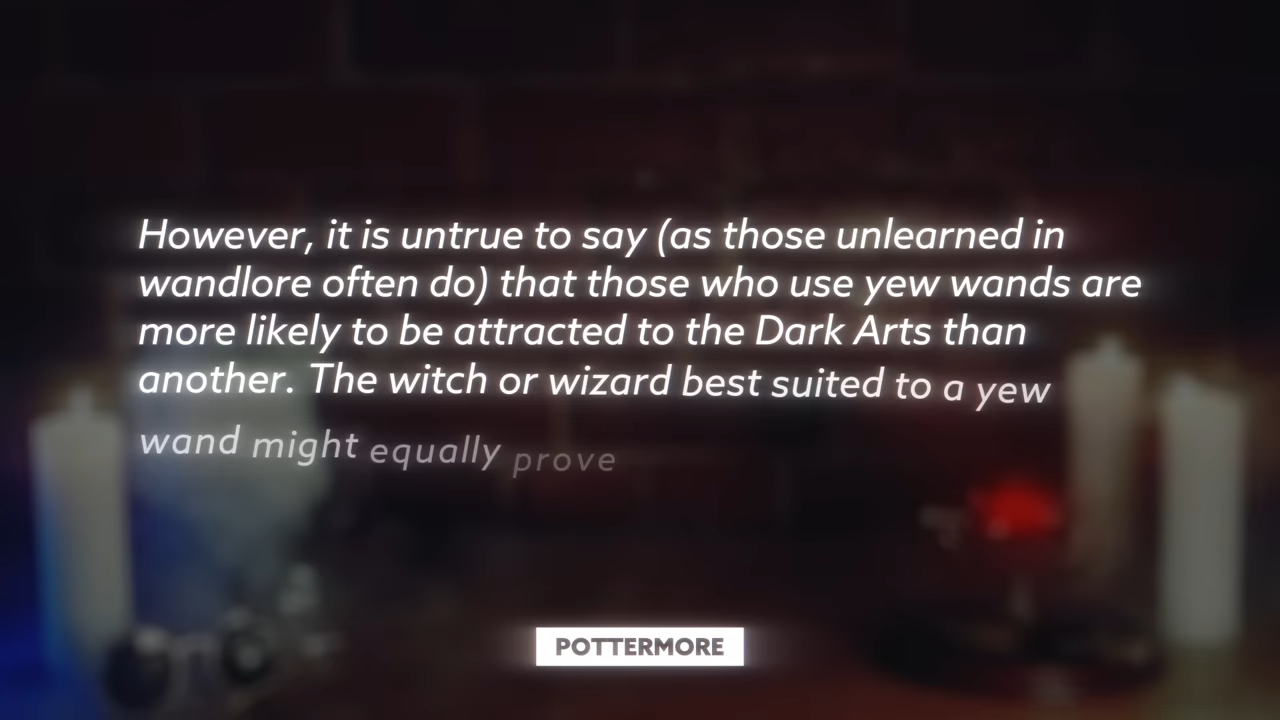 However, it is untrue to say (as those unlearned in
wandlore often do) that those who use yew wands are
more likely to be attracted to the Dark Arts than
another. The witch or wizard best suited to a yew
wand might equally prove
POTTERMORE